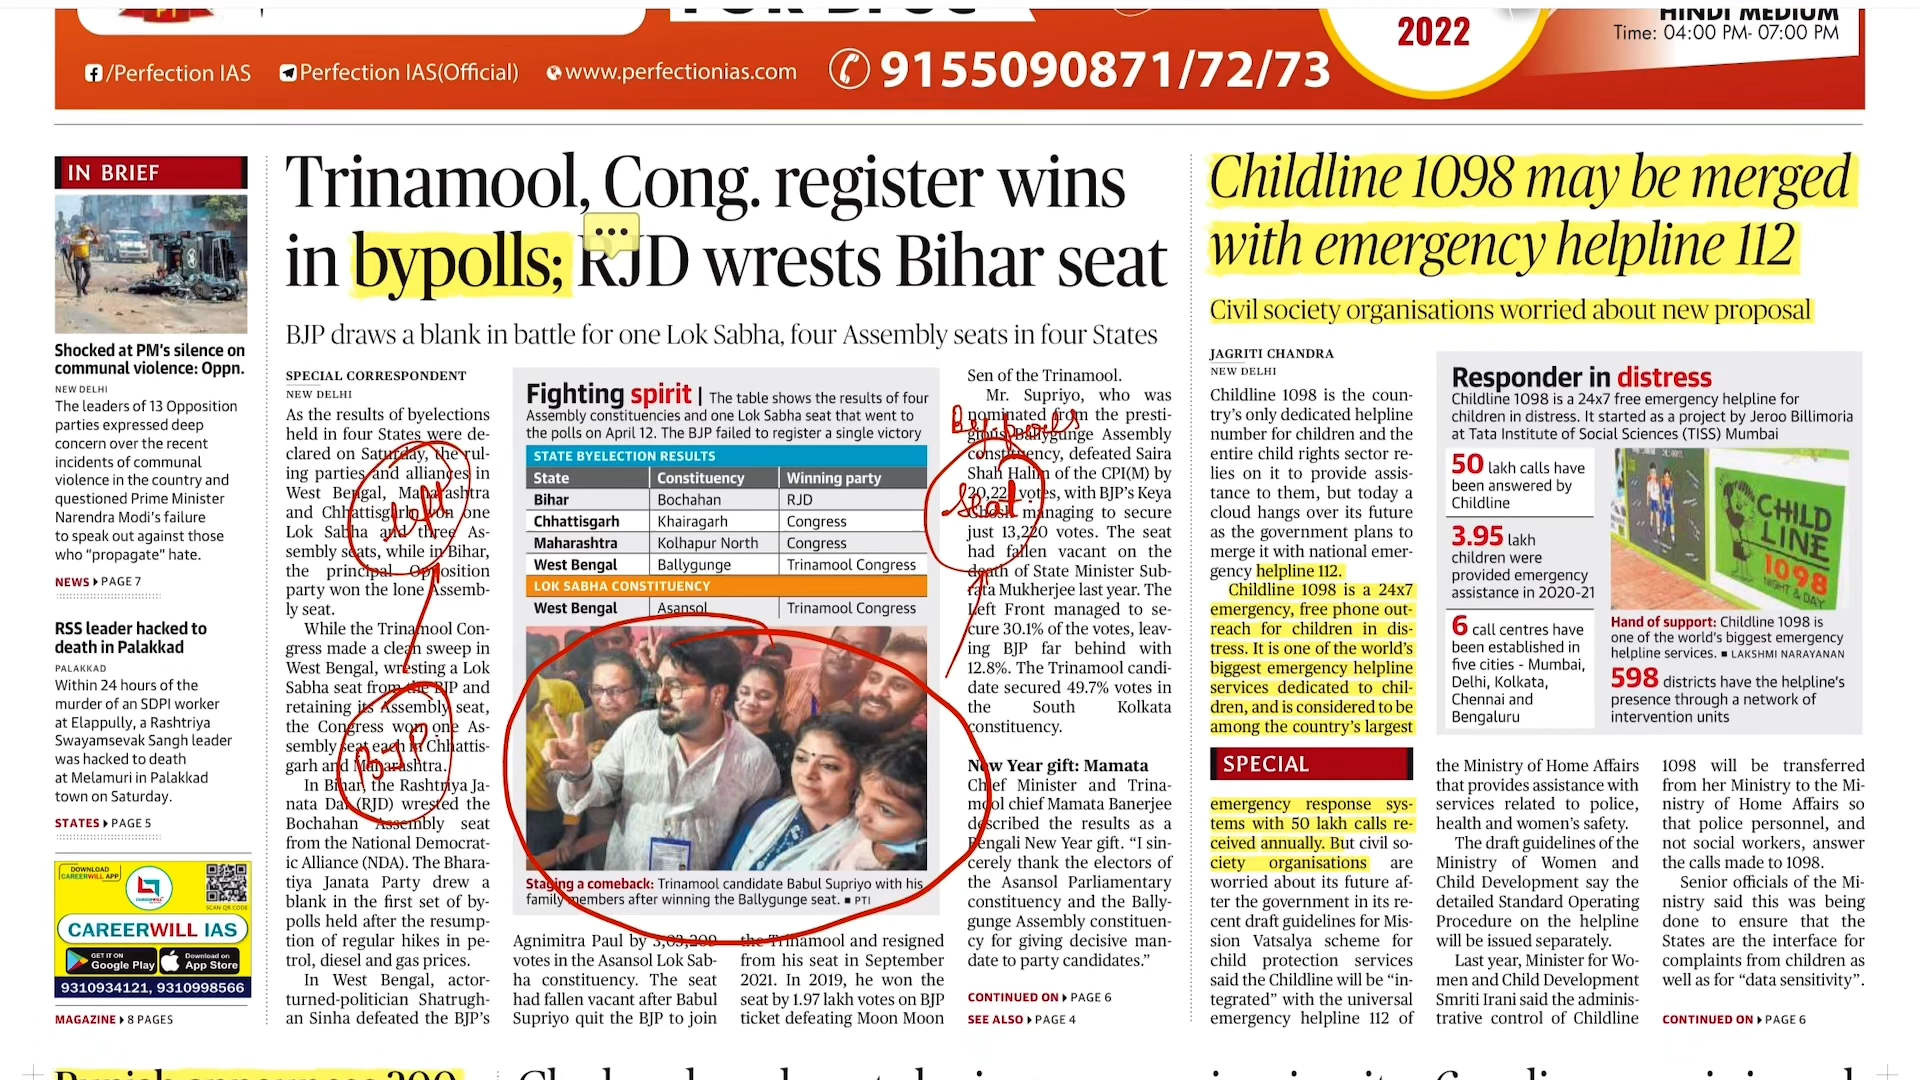 2022
HINDI MEDIUM
Time: 04:00 PM- 07:00 PM
/Perfection IAS
Perfection IAS(Official)
www.perfectionias.com
9155090871/72/73
IN BRIEF
Shocked at PM's silence on
communal violence: Oppn.
NEW DELHI
The leaders of 13 Opposition
parties expressed deep
concern over the recent
incidents of communal
violence in the country and
questioned Prime Minister
Narendra Modi's failure
to speak out against those
who "propagate" hate.
NEWS ▸ PAGE 7
RSS leader hacked to
death in Palakkad
PALAKKAD
Within 24 hours of the
murder of an SDPI worker
at Elappully, a Rashtriya
Swayamsevak Sangh leader
was hacked to death
at Melamuri in Palakkad
town on Saturday.
STATES ▸ PAGE 5
DOWNLOAD
CAREERWILL APP
SCAN QR CODE
CAREERWILL IAS
GET IT ON
Google Play
Download on
App Store
9310934121, 9310998566
MAGAZINE ▸ 8 PAGES
Trinamool, Cong. register wins
in bypolls; RJD wrests Bihar seat
BJP draws a blank in battle for one Lok Sabha, four Assembly seats in four States
SPECIAL CORRESPONDENT
NEW DELHI
As the results of byelections
held in four States were de-
clared on Saturday, the rul-
ing parties and alliances in
West Bengal, Maharashtra
and Chhattisgarh won one
Lok Sabha and three As-
sembly seats, while in Bihar,
the principal Opposition
party won the lone Assemb-
ly seat.
While the Trinamool Con-
gress made a clean sweep in
West Bengal, wresting a Lok
Sabha seat from the BJP and
retaining its Assembly seat,
the Congress won one As-
sembly seat each in Chhattis-
garh and Maharashtra.
In Bihar, the Rashtriya Ja-
nata Dal (RJD) wrested the
Bochahan Assembly seat
from the National Democrat-
ic Alliance (NDA). The Bhara-
tiya Janata Party drew a
blank in the first set of by-
polls held after the resump-
tion of regular hikes in pe-
trol, diesel and gas prices.
In West Bengal, actor-
turned-politician Shatrugh-
an Sinha defeated the BJP's
left
BJP
Fighting spirit | The table shows the results of four
Assembly constituencies and one Lok Sabha seat that went to
the polls on April 12. The BJP failed to register a single victory
STATE BYELECTION RESULTS
State Constituency Winning party
Bihar Bochahan RJD
Chhattisgarh Khairagarh Congress
Maharashtra Kolhapur North Congress
West Bengal Ballygunge Trinamool Congress
LOK SABHA CONSTITUENCY
West Bengal Asansol Trinamool Congress
Staging a comeback: Trinamool candidate Babul Supriyo with his
family members after winning the Ballygunge seat. ■ PTI
Agnimitra Paul by 3,03,209
votes in the Asansol Lok Sab-
ha constituency. The seat
had fallen vacant after Babul
Supriyo quit the BJP to join
the Trinamool and resigned
from his seat in September
2021. In 2019, he won the
seat by 1.97 lakh votes on BJP
ticket defeating Moon Moon
Sen of the Trinamool.
Mr. Supriyo, who was
nominated from the presti-
gious Ballygunge Assembly
constituency, defeated Saira
Shah Halim of the CPI(M) by
votes, with BJP's Keya
Ghosh managing to secure
just 13,220 votes. The seat
had fallen vacant on the
death of State Minister Sub-
rata Mukherjee last year. The
Left Front managed to se-
cure 30.1% of the votes, leav-
ing BJP far behind with
12.8%. The Trinamool candi-
date secured 49.7% votes in
the South Kolkata
constituency.
Bypolls
Seat
New Year gift: Mamata
Chief Minister and Trina-
mool chief Mamata Banerjee
described the results as a
Bengali New Year gift. "I sin-
cerely thank the electors of
the Asansol Parliamentary
constituency and the Bally-
gunge Assembly constituen-
cy for giving decisive man-
date to party candidates."
CONTINUED ON ▸ PAGE 6
SEE ALSO ▸ PAGE 4
Childline 1098 may be merged
with emergency helpline 112
Civil society organisations worried about new proposal
JAGRITI CHANDRA
NEW DELHI
Childline 1098 is the coun-
try's only dedicated helpline
number for children and the
entire child rights sector re-
lies on it to provide assis-
tance to them, but today a
cloud hangs over its future
as the government plans to
merge it with national emer-
gency helpline 112.
Childline 1098 is a 24x7
emergency, free phone out-
reach for children in dis-
tress. It is one of the world's
biggest emergency helpline
services dedicated to chil-
dren, and is considered to be
among the country's largest
SPECIAL
emergency response sys-
tems with 50 lakh calls re-
ceived annually. But civil so-
ciety organisations are
worried about its future af-
ter the government in its re-
cent draft guidelines for Mis-
sion Vatsalya scheme for
child protection services
said the Childline will be "in-
tegrated" with the universal
emergency helpline 112 of
Responder in distress
Childline 1098 is a 24x7 free emergency helpline for
children in distress. It started as a project by Jeroo Billimoria
at Tata Institute of Social Sciences (TISS) Mumbai
50 lakh calls have
been answered by
Childline
3.95 lakh
children were
provided emergency
assistance in 2020-21
6 call centres have
been established in
five cities - Mumbai,
Delhi, Kolkata,
Chennai and
Bengaluru
CHILD
LINE
1098
NIGHT & DAY
Hand of support: Childline 1098 is
one of the world's biggest emergency
helpline services. ■ LAKSHMI NARAYANAN
598 districts have the helpline's
presence through a network of
intervention units
the Ministry of Home Affairs
that provides assistance with
services related to police,
health and women's safety.
The draft guidelines of the
Ministry of Women and
Child Development say the
detailed Standard Operating
Procedure on the helpline
will be issued separately.
Last year, Minister for Wo-
men and Child Development
Smriti Irani said the adminis-
trative control of Childline
1098 will be transferred
from her Ministry to the Mi-
nistry of Home Affairs so
that police personnel, and
not social workers, answer
the calls made to 1098.
Senior officials of the Mi-
nistry said this was being
done to ensure that the
States are the interface for
complaints from children as
well as for "data sensitivity".
CONTINUED ON ▸ PAGE 6